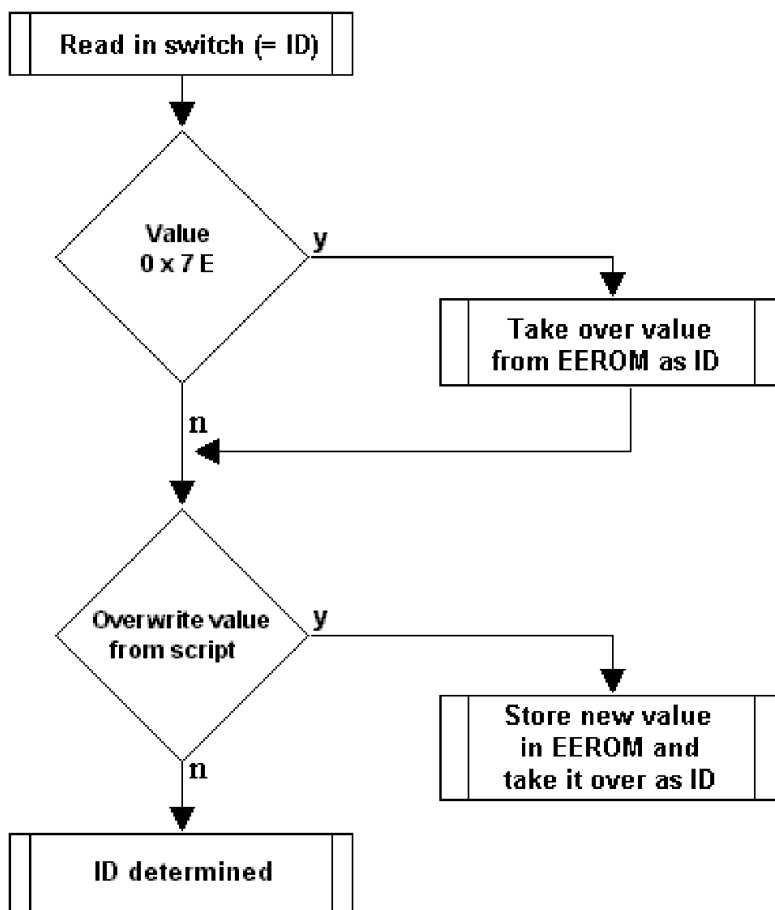 Read in switch (= ID)
Value
0 x 7 E
y
Take over value
from EEROM as ID
n
Overwrite value
from script
y
Store new value
in EEROM and
take it over as ID
n
ID determined